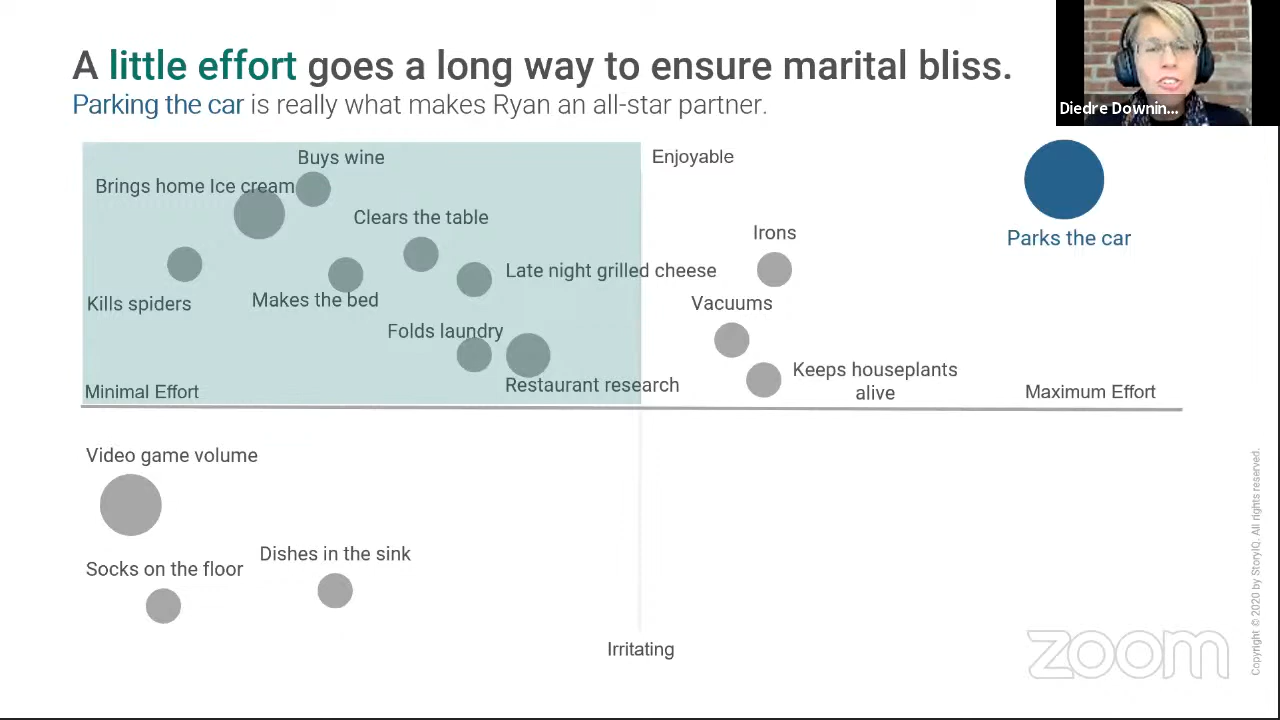 A little effort goes a long way to ensure marital bliss.
Parking the car is really what makes Ryan an all-star partner.
Diedre Downin...
Buys wine
Enjoyable
Brings home Ice cream
Clears the table
Irons
Parks the car
Late night grilled cheese
Kills spiders
Makes the bed
Vacuums
Folds laundry
Keeps houseplants
alive
Restaurant research
Minimal Effort
Maximum Effort
Video game volume
Dishes in the sink
Socks on the floor
Irritating
zoom
Copyright © 2020 by StoryIQ. All rights reserved.